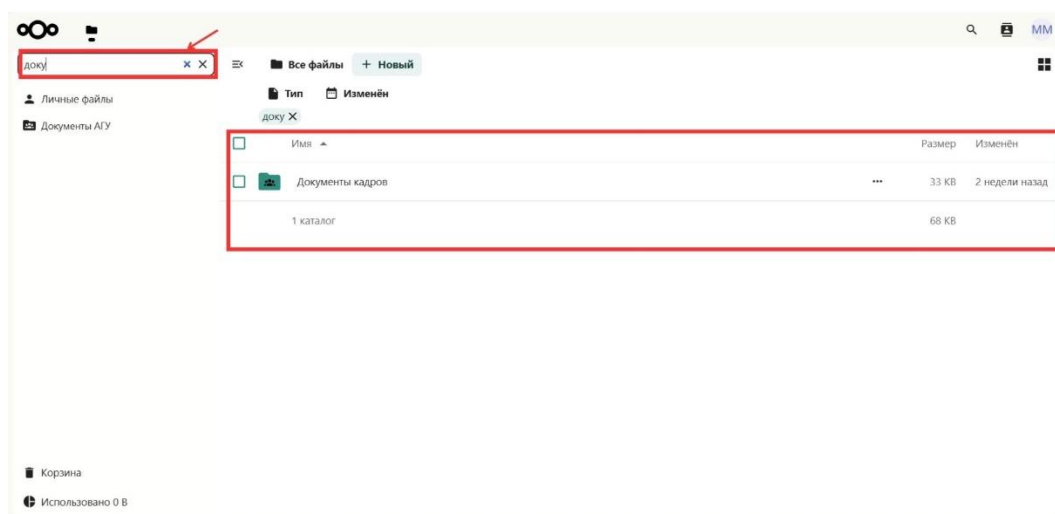 MM
доку
Все файлы + Новый
Личные файлы
Тип Изменён
Документы АГУ
доку
Имя Размер Изменён
Документы кадров ... 33 KB 2 недели назад
1 каталог 68 KB
Корзина
Использовано 0 B